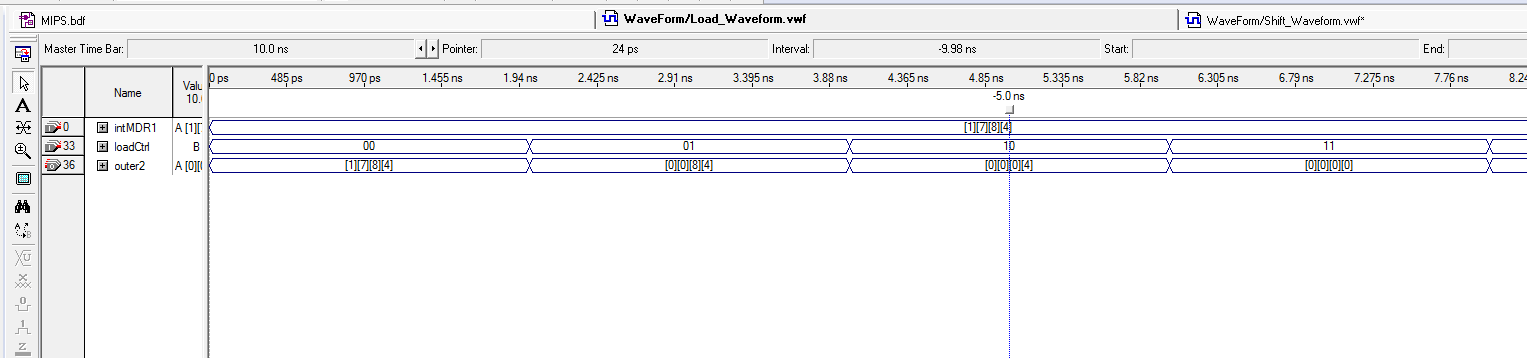 MIPS.bdf WaveForm/Load_Waveform.vwf WaveForm/Shift_Waveform.vwf*
Master Time Bar: 10.0 ns Pointer: 24 ps Interval: -9.98 ns Start: End:
Name Valu 10.0 0 ps 485 ps 970 ps 1.455 ns 1.94 ns 2.425 ns 2.91 ns 3.395 ns 3.88 ns 4.365 ns 4.85 ns 5.335 ns 5.82 ns 6.305 ns 6.79 ns 7.275 ns 7.76 ns 8.24
-5.0 ns
0 intMDR1 A [1][7 [1][7][8][4]
33 loadCtrl B 00 01 10 11
36 outer2 A [0][0 [1][7][8][4] [0][0][8][4] [0][0][0][4] [0][0][0][0]